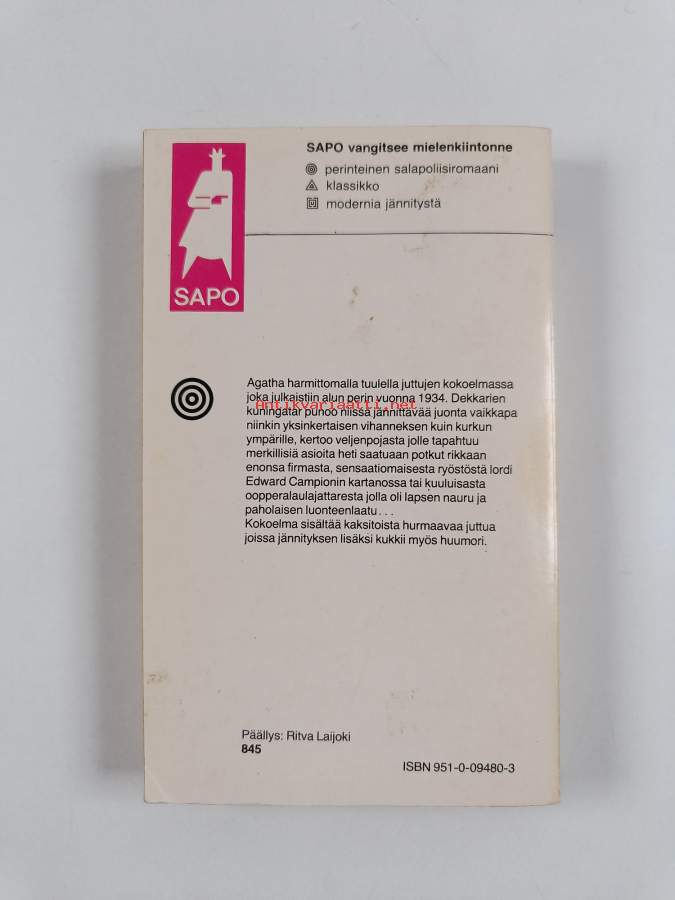 SAPO vangitsee mielenkiintonne
perinteinen salapoliisiromaani
klassikko
modernia jännitystä
SAPO
Agatha harmittomalla tuulella juttujen kokoelmassa
joka julkaistiin alun perin vuonna 1934. Dekkarien
kuningatar punoo niissä jännittävää juonta vaikkapa
niinkin yksinkertaisen vihanneksen kuin kurkun
ympärille, kertoo veljenpojasta jolle tapahtuu
merkillisiä asioita heti saatuaan potkut rikkaan
enonsa firmasta, sensaatiomaisesta ryöstöstä lordi
Edward Campionin kartanossa tai kuuluisasta
oopperalaulajattaresta jolla oli lapsen nauru ja
paholaisen luonteenlaatu...
Kokoelma sisältää kaksitoista hurmaavaa juttua
joissa jännityksen lisäksi kukkii myös huumori.
Antikvariaatti.net
Päällys: Ritva Laijoki
845
ISBN 951-0-09480-3